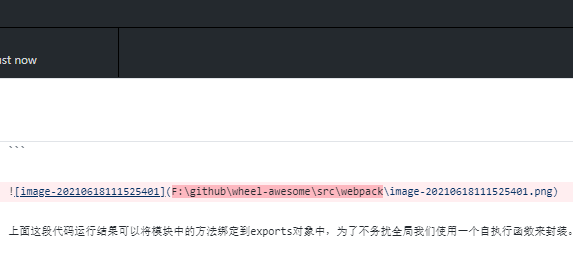 just now
```
![image-20210618111525401](F:\github\wheel-awesome\src\webpack\image-20210618111525401.png)
上面这段代码运行结果可以将模块中的方法绑定到exports对象中，为了不扰全局我们使用一个自执行函数来封装。